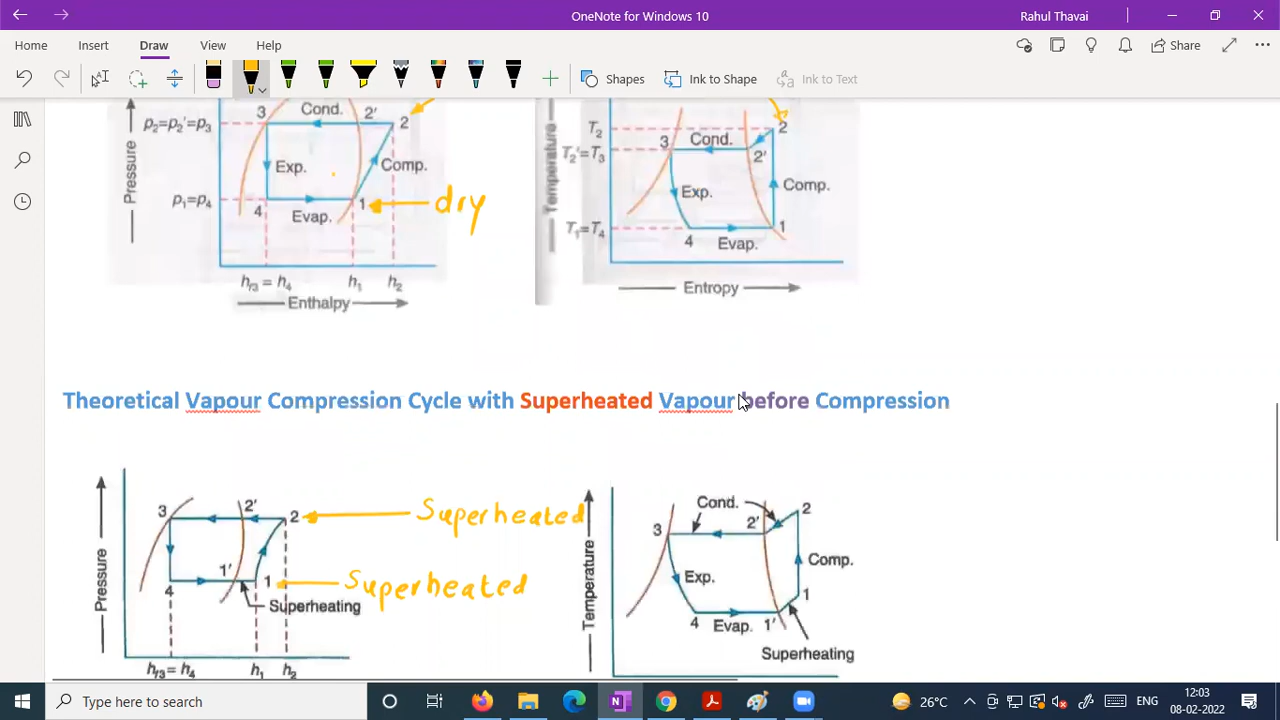 OneNote for Windows 10
Rahul Thavai
Home Insert Draw View Help
Share
Shapes
Ink to Shape
Ink to Text
Pressure
p₂=p₂'=p₃
p₁=p₄
3 Cond. 2' 2
Exp. Comp.
4 Evap. 1
dry
h_f3 = h₄ h₁ h₂
Enthalpy
Temperature
T₂
T₂'=T₃
T₁=T₄
3 Cond. 2' 2
Exp. Comp.
4 Evap. 1
Entropy
Theoretical Vapour Compression Cycle with Superheated Vapour before Compression
Pressure
3 2' 2
Superheated
4 1' 1
Superheated
Superheating
h_f3 = h₄ h₁ h₂
Temperature
Cond.
3 2' 2
Exp. Comp.
4 Evap. 1' 1
Superheating
Type here to search
26°C
ENG
12:03
08-02-2022